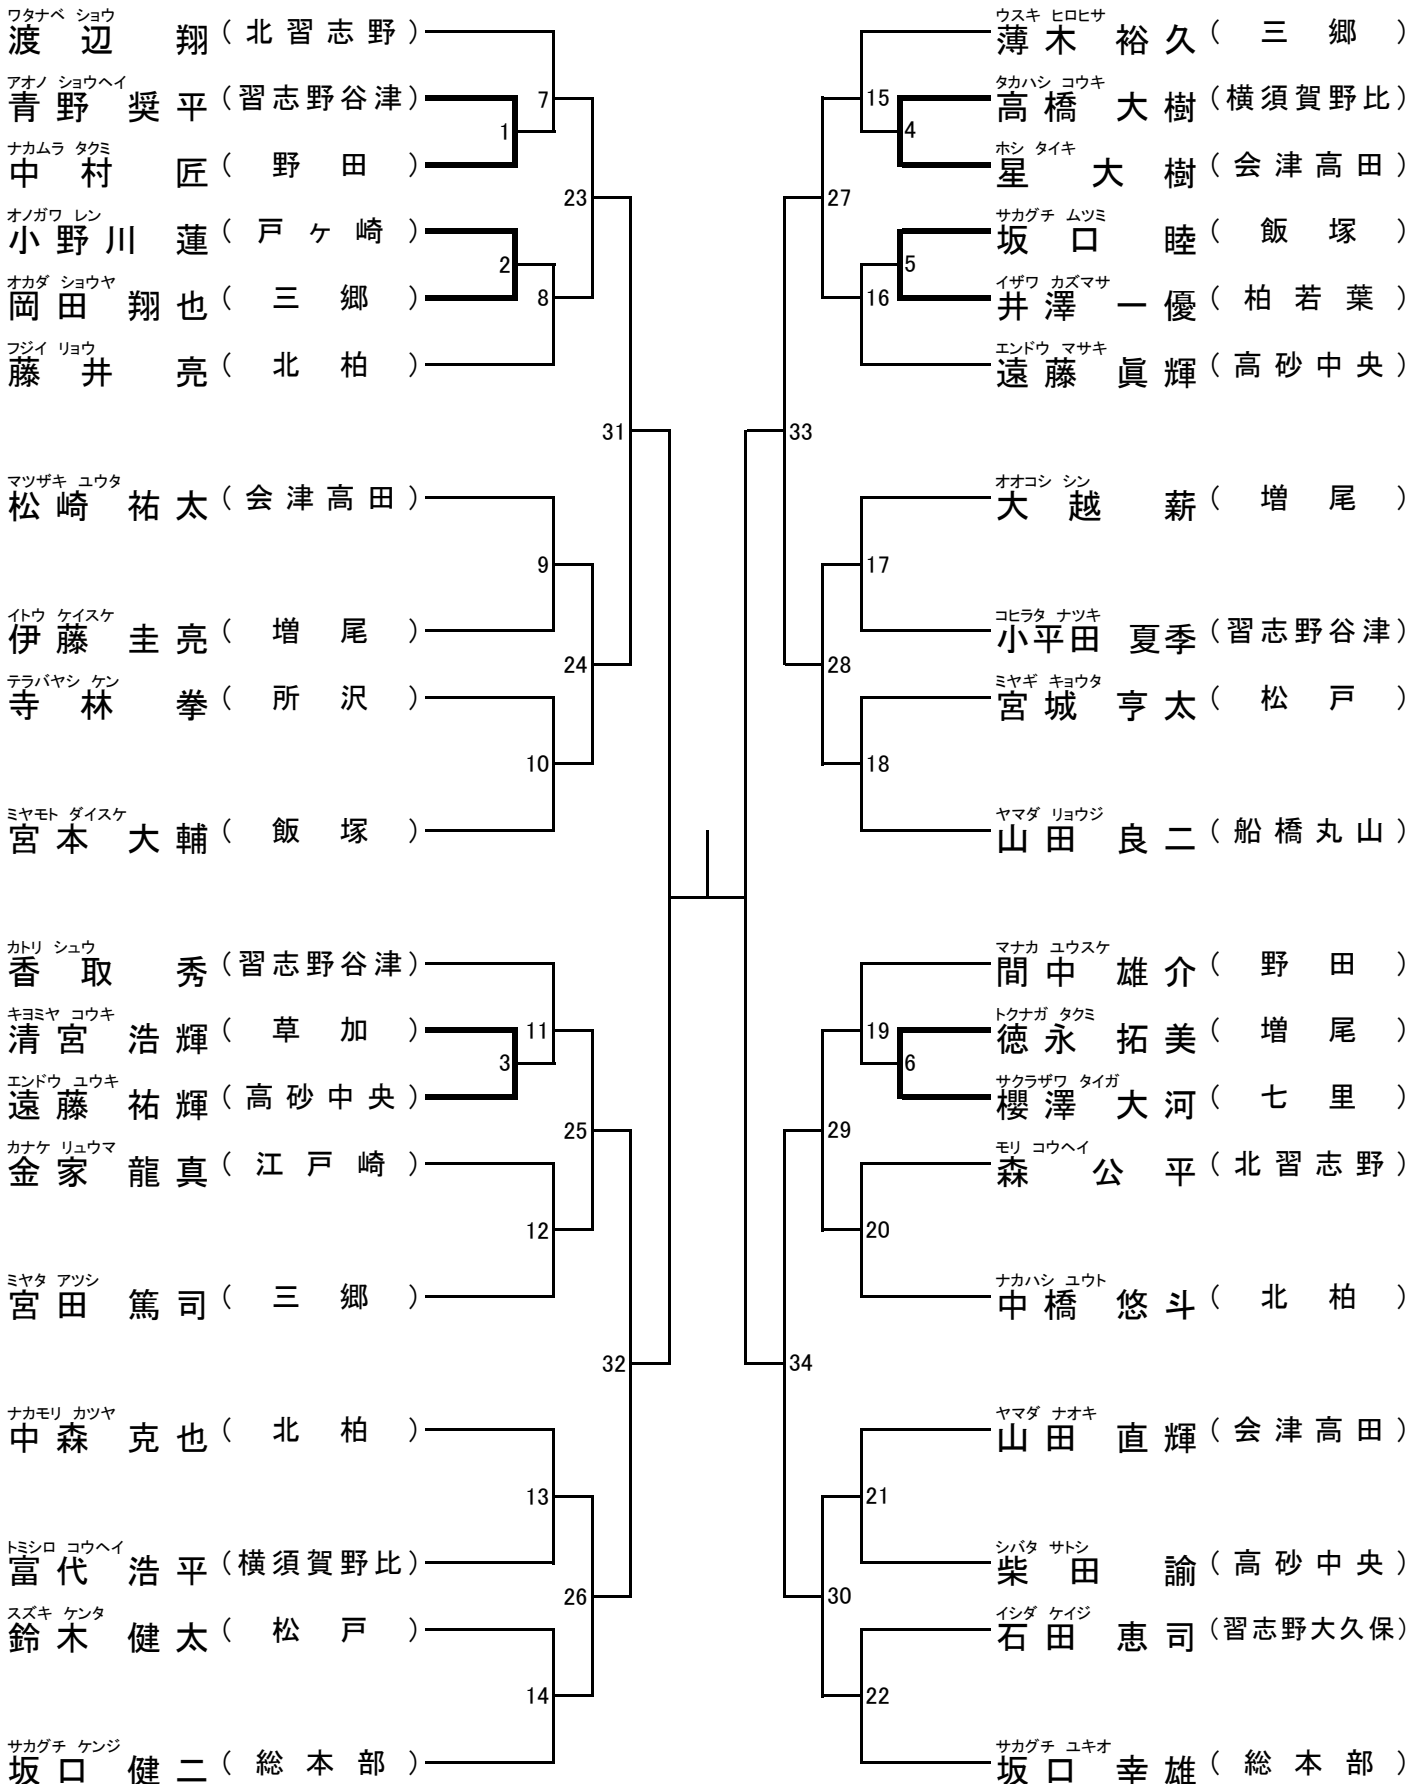 ワタナベ ショウ
渡辺 翔 (北習志野)
アオノ ショウヘイ
青野 奨平 (習志野谷津)
7
1
ナカムラ タクミ
中村 匠 (野田)
23
オノガワ レン
小野川 蓮 (戸ヶ崎)
2
オカダ ショウヤ
岡田 翔也 (三郷)
8
フジイ リョウ
藤井 亮 (北柏)
31
マツザキ ユウタ
松崎 祐太 (会津高田)
9
イトウ ケイスケ
伊藤 圭亮 (増尾)
24
テラバヤシ ケン
寺林 拳 (所沢)
10
ミヤモト ダイスケ
宮本 大輔 (飯塚)
カトリ シュウ
香取 秀 (習志野谷津)
キヨミヤ コウキ
清宮 浩輝 (草加)
11
3
エンドウ ユウキ
遠藤 祐輝 (高砂中央)
25
カナケ リュウマ
金家 龍真 (江戸崎)
12
ミヤタ アツシ
宮田 篤司 (三郷)
32
ナカモリ カツヤ
中森 克也 (北柏)
13
トミシロ コウヘイ
富代 浩平 (横須賀野比)
26
スズキ ケンタ
鈴木 健太 (松戸)
14
サカグチ ケンジ
坂口 健二 (総本部)
ウスキ ヒロヒサ
薄木 裕久 (三郷)
タカハシ コウキ
高橋 大樹 (横須賀野比)
15
4
ホシ タイキ
星 大樹 (会津高田)
27
サカグチ ムツミ
坂口 睦 (飯塚)
5
イザワ カズマサ
井澤 一優 (柏若葉)
16
エンドウ マサキ
遠藤 眞輝 (高砂中央)
33
オオコシ シン
大越 薪 (増尾)
17
コヒラタ ナツキ
小平田 夏季 (習志野谷津)
28
ミヤギ キョウタ
宮城 亨太 (松戸)
18
ヤマダ リョウジ
山田 良二 (船橋丸山)
マナカ ユウスケ
間中 雄介 (野田)
トクナガ タクミ
徳永 拓美 (増尾)
19
6
サクラザワ タイガ
櫻澤 大河 (七里)
29
モリ コウヘイ
森 公平 (北習志野)
20
ナカハシ ユウト
中橋 悠斗 (北柏)
34
ヤマダ ナオキ
山田 直輝 (会津高田)
21
シバタ サトシ
柴田 諭 (高砂中央)
30
イシダ ケイジ
石田 恵司 (習志野大久保)
22
サカグチ ユキオ
坂口 幸雄 (総本部)